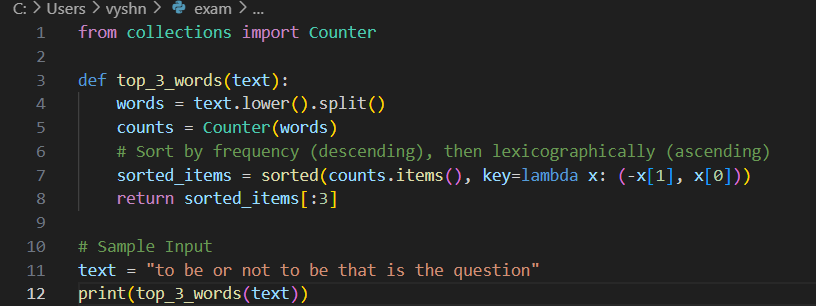 C: > Users > vyshn > exam > ...
1 from collections import Counter
2
3 def top_3_words(text):
4     words = text.lower().split()
5     counts = Counter(words)
6     # Sort by frequency (descending), then lexicographically (ascending)
7     sorted_items = sorted(counts.items(), key=lambda x: (-x[1], x[0]))
8     return sorted_items[:3]
9
10 # Sample Input
11 text = "to be or not to be that is the question"
12 print(top_3_words(text))